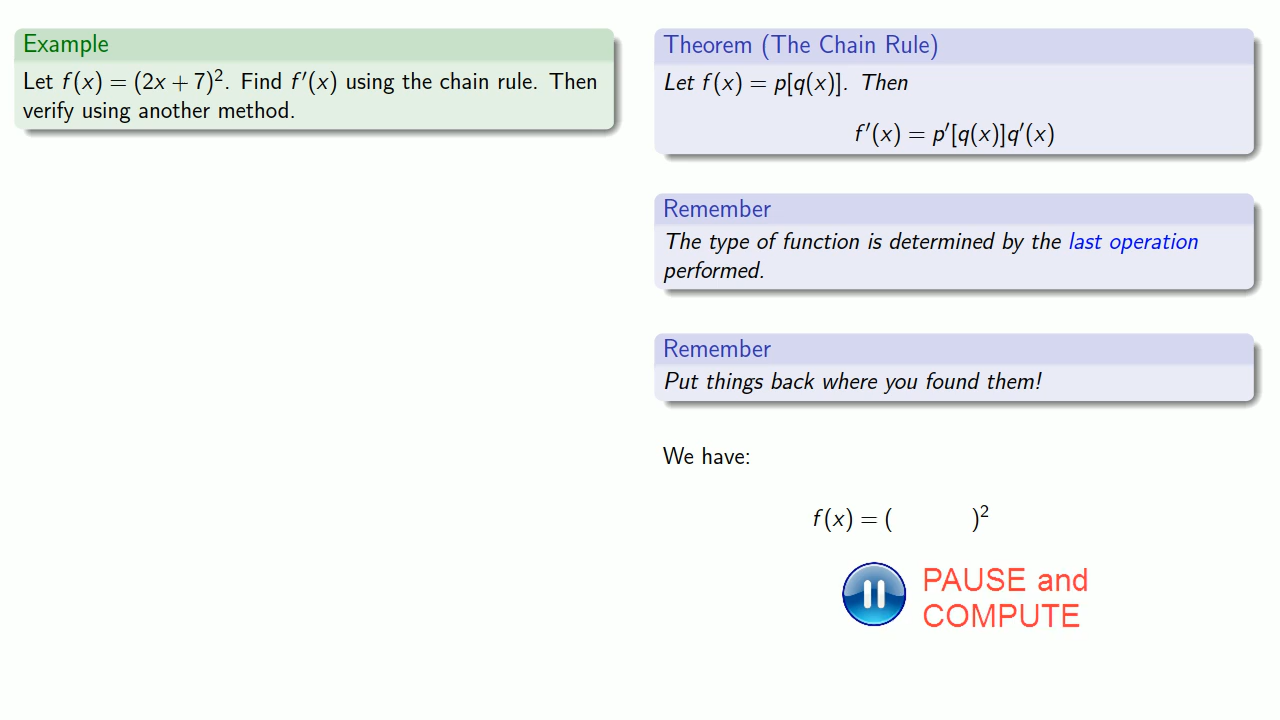 Example
Let f(x) = (2x + 7)². Find f′(x) using the chain rule. Then
verify using another method.
Theorem (The Chain Rule)
Let f(x) = p[q(x)]. Then
f′(x) = p′[q(x)]q′(x)
Remember
The type of function is determined by the last operation
performed.
Remember
Put things back where you found them!
We have:
f(x) = ( )²
PAUSE and
COMPUTE